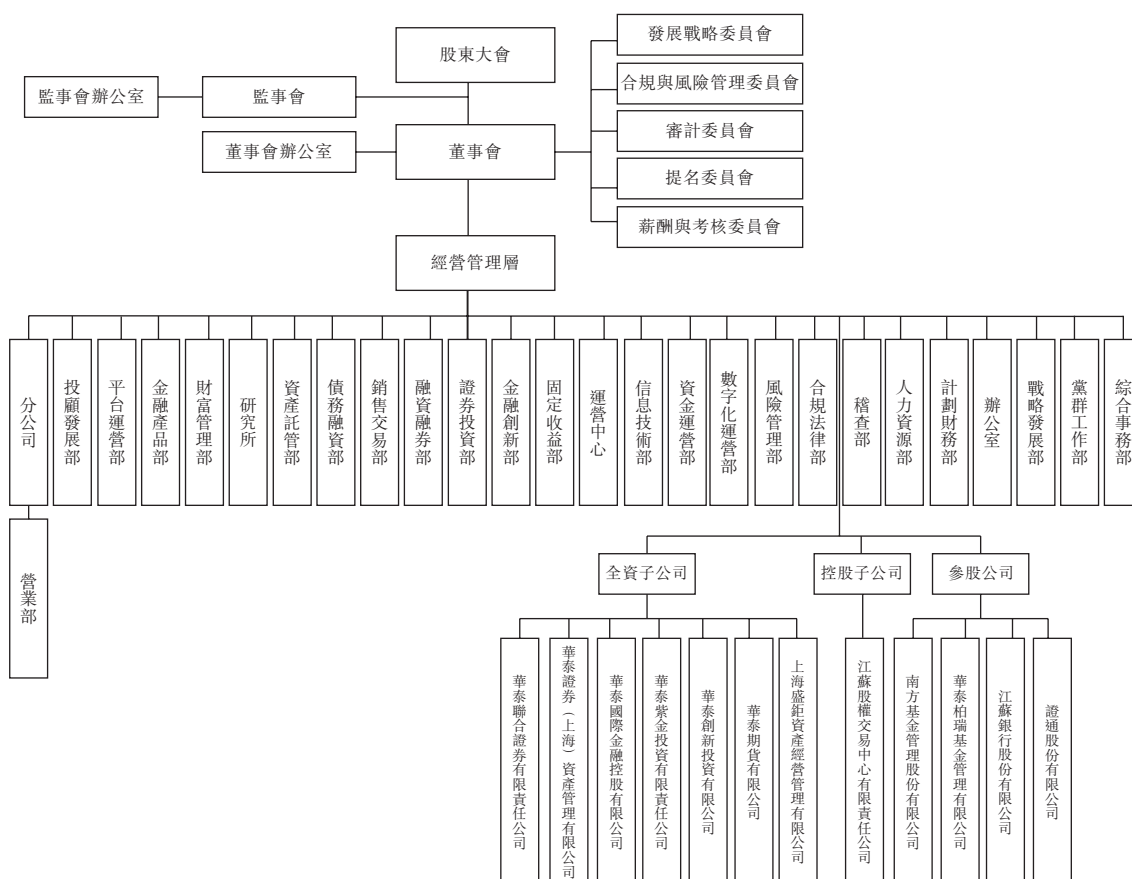 股東大會
監事會辦公室
監事會
董事會辦公室
董事會
發展戰略委員會
合規與風險管理委員會
審計委員會
提名委員會
薪酬與考核委員會
經營管理層
分公司
投顧發展部
平台運營部
金融產品部
財富管理部
研究所
資產託管部
債務融資部
銷售交易部
融資融券部
證券投資部
金融創新部
固定收益部
運營中心
信息技術部
資金運營部
數字化運營部
風險管理部
合規法律部
稽查部
人力資源部
計劃財務部
辦公室
戰略發展部
黨群工作部
綜合事務部
營業部
全資子公司
控股子公司
參股公司
華泰聯合證券有限責任公司
華泰證券（上海）資產管理有限公司
華泰國際金融控股有限公司
華泰紫金投資有限責任公司
華泰創新投資有限公司
華泰期貨有限公司
上海盛鉅資產經營管理有限公司
江蘇股權交易中心有限責任公司
南方基金管理股份有限公司
華泰柏瑞基金管理有限公司
江蘇銀行股份有限公司
證通股份有限公司